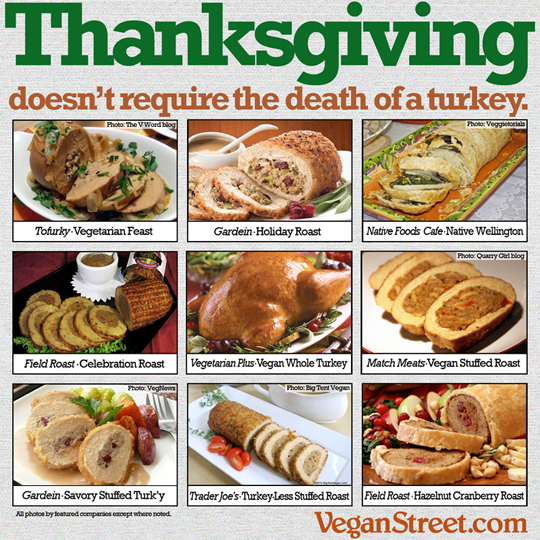 Thanksgiving
doesn't require the death of a turkey.
Photo: The V Word blog
Photo: Veggietorials
Tofurky·Vegetarian Feast
Gardein·Holiday Roast
Native Foods Cafe·Native Wellington
Photo: Quarry Girl blog
Field Roast·Celebration Roast
Vegetarian Plus·Vegan Whole Turkey
Match Meats·Vegan Stuffed Roast
Photo: VegNews
Photo: Big Tent Vegan
Gardein·Savory Stuffed Turk'y
Trader Joe's·Turkey-Less Stuffed Roast
Field Roast·Hazelnut Cranberry Roast
All photos by featured companies except where noted.
VeganStreet.com